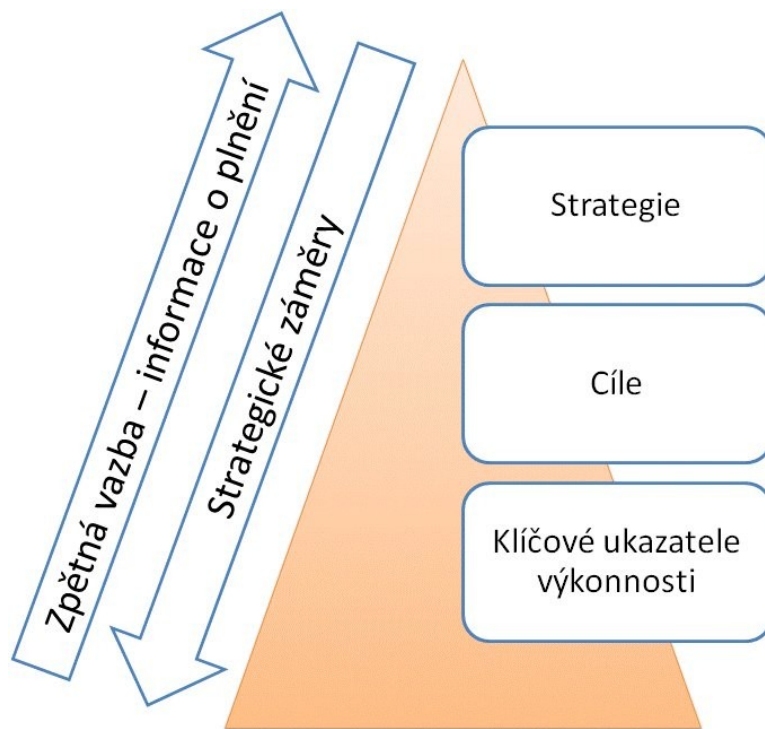 Zpětná vazba – informace o plnění
Strategické záměry
Strategie
Cíle
Klíčové ukazatele
výkonnosti